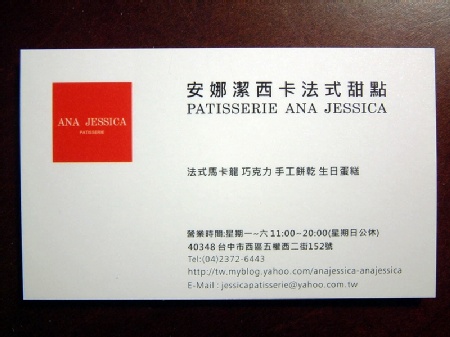 ANA JESSICA
PATISSERIE
安娜潔西卡法式甜點
PATISSERIE ANA JESSICA
法式馬卡龍 巧克力 手工餅乾 生日蛋糕
營業時間:星期一~六 11:00~20:00(星期日公休)
40348 台中市西區五權西二街152號
Tel:(04)2372-6443
http://tw.myblog.yahoo.com/anajessica-anajessica
E-Mail : jessicapatisserie@yahoo.com.tw